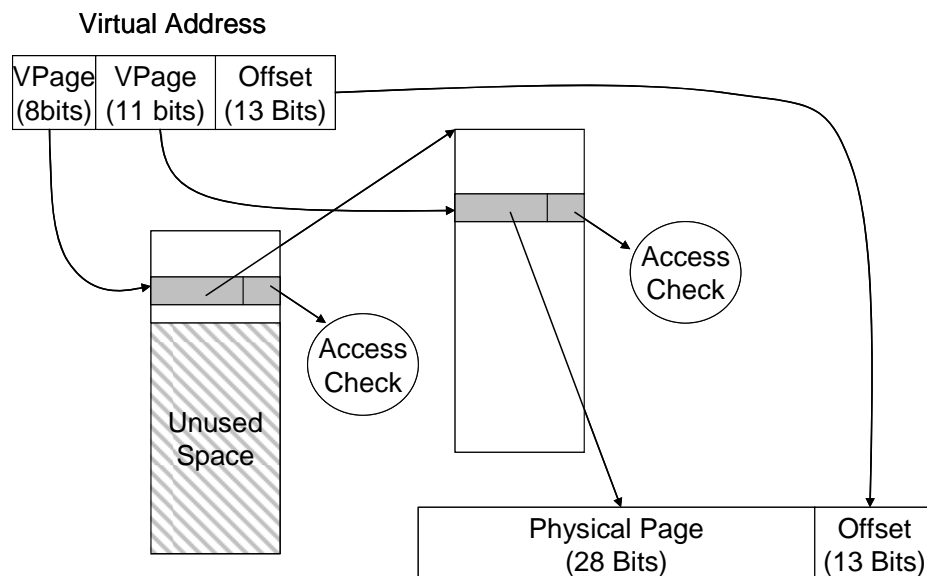 Virtual Address
VPage
(8bits)
VPage
(11 bits)
Offset
(13 Bits)
Access
Check
Access
Check
Unused
Space
Physical Page
(28 Bits)
Offset
(13 Bits)